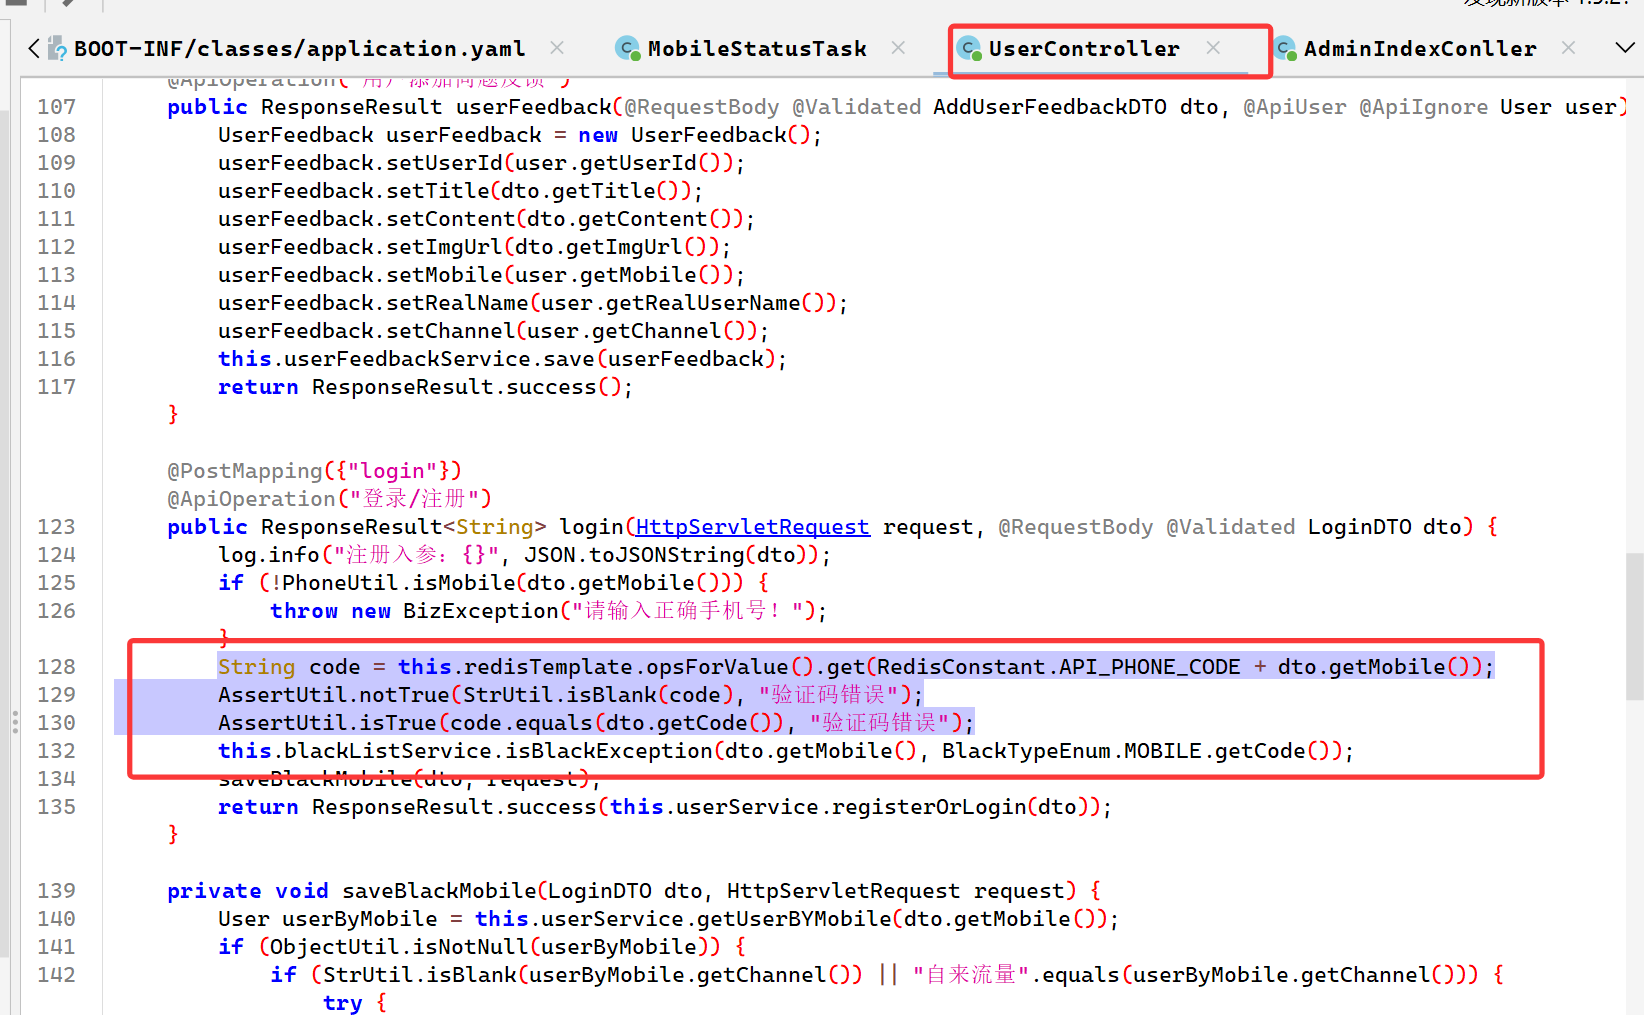 BOOT-INF/classes/application.yaml MobileStatusTask UserController AdminIndexConller
@ApiOperation("用户添加问题反馈")
107 public ResponseResult userFeedback(@RequestBody @Validated AddUserFeedbackDTO dto, @ApiUser @ApiIgnore User user)
108 UserFeedback userFeedback = new UserFeedback();
109 userFeedback.setUserId(user.getUserId());
110 userFeedback.setTitle(dto.getTitle());
111 userFeedback.setContent(dto.getContent());
112 userFeedback.setImgUrl(dto.getImgUrl());
113 userFeedback.setMobile(user.getMobile());
114 userFeedback.setRealName(user.getRealUserName());
115 userFeedback.setChannel(user.getChannel());
116 this.userFeedbackService.save(userFeedback);
117 return ResponseResult.success();
}
@PostMapping({"login"})
@ApiOperation("登录/注册")
123 public ResponseResult<String> login(HttpServletRequest request, @RequestBody @Validated LoginDTO dto) {
124 log.info("注册入参：{}", JSON.toJSONString(dto));
125 if (!PhoneUtil.isMobile(dto.getMobile())) {
126 throw new BizException("请输入正确手机号！");
}
128 String code = this.redisTemplate.opsForValue().get(RedisConstant.API_PHONE_CODE + dto.getMobile());
129 AssertUtil.notTrue(StrUtil.isBlank(code), "验证码错误");
130 AssertUtil.isTrue(code.equals(dto.getCode()), "验证码错误");
132 this.blackListService.isBlackException(dto.getMobile(), BlackTypeEnum.MOBILE.getCode());
134 saveBlackMobile(dto, request);
135 return ResponseResult.success(this.userService.registerOrLogin(dto));
}
139 private void saveBlackMobile(LoginDTO dto, HttpServletRequest request) {
140 User userByMobile = this.userService.getUserBYMobile(dto.getMobile());
141 if (ObjectUtil.isNotNull(userByMobile)) {
142 if (StrUtil.isBlank(userByMobile.getChannel()) || "自来流量".equals(userByMobile.getChannel())) {
try {